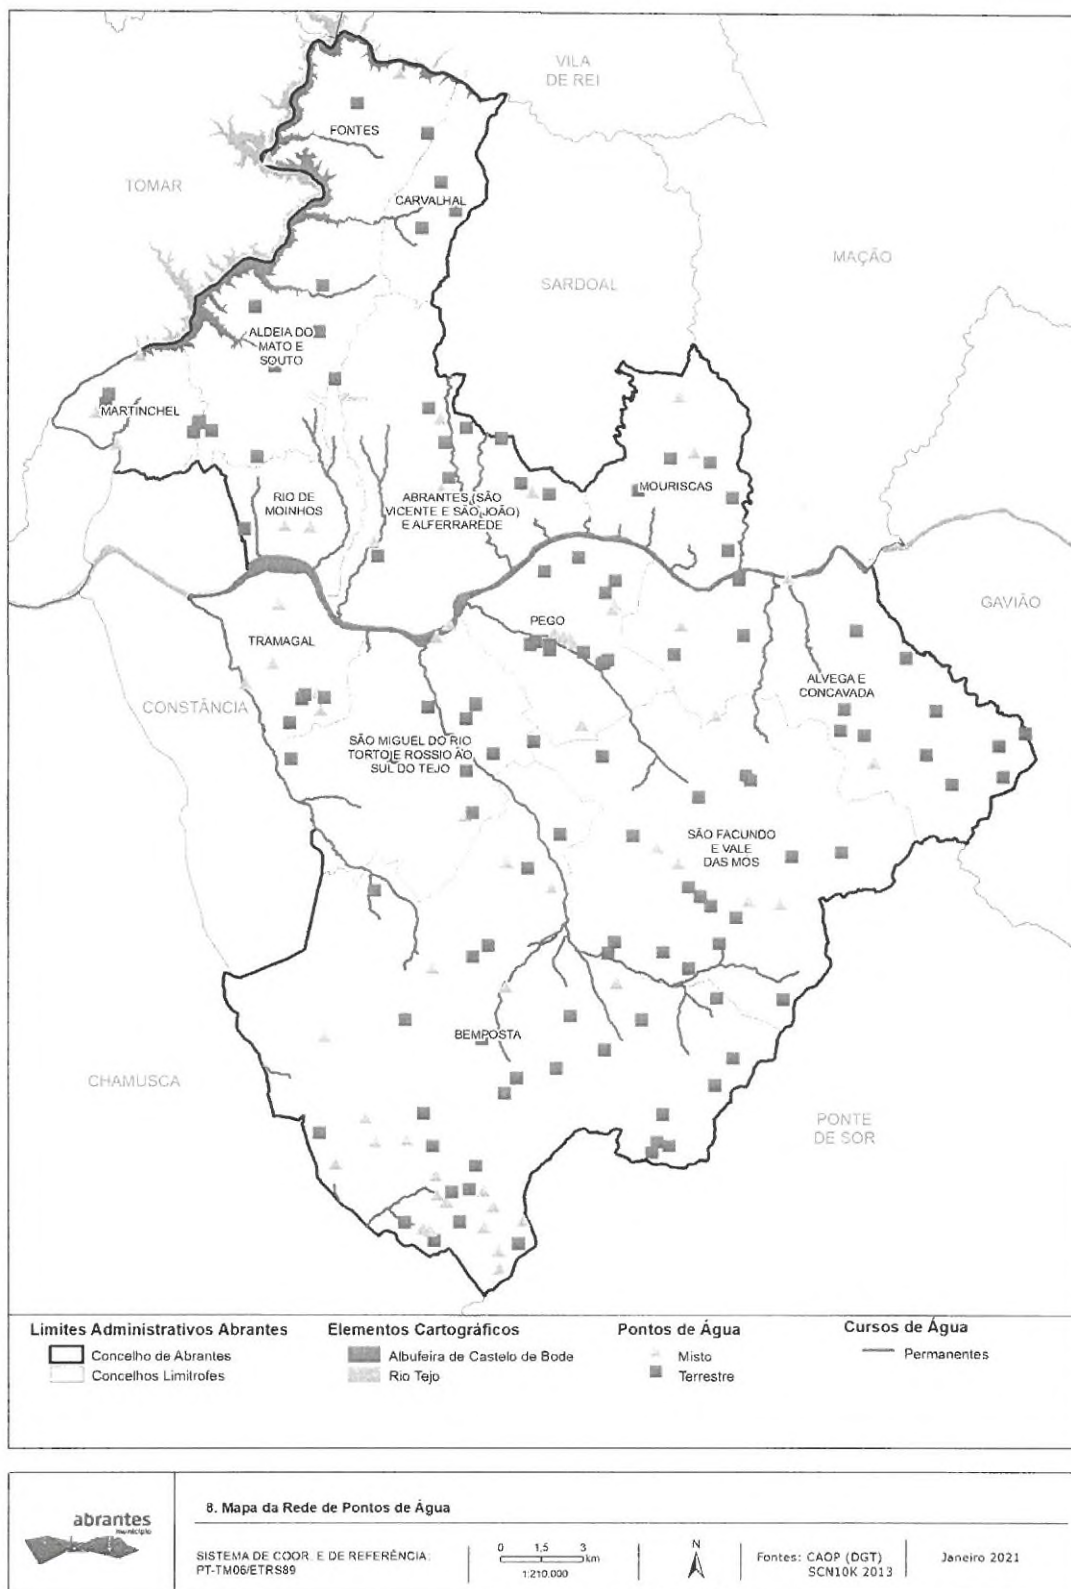 VILA
DE REI
FONTES
TOMAR
CARVALHAL
MAÇÃO
SARDOAL
ALDEIA DO
MATO E
SOUTO
MARTINCHEL
MOURISCAS
RIO DE
MOINHOS
ABRANTES (SÃO
VICENTE E SÃO JOÃO)
E ALFERRAREDE
GAVIÃO
PEGO
TRAMAGAL
ALVEGA E
CONCAVADA
CONSTÂNCIA
SÃO MIGUEL DO RIO
TORTO E ROSSIO AO
SUL DO TEJO
SÃO FACUNDO
E VALE
DAS MÓS
BEMPOSTA
CHAMUSCA
PONTE
DE SOR
Limites Administrativos Abrantes
Concelho de Abrantes
Concelhos Limitrofes
Elementos Cartográficos
Albufeira de Castelo de Bode
Rio Tejo
Pontos de Água
Misto
Terrestre
Cursos de Água
Permanentes
abrantes
município
8. Mapa da Rede de Pontos de Água
SISTEMA DE COOR. E DE REFERÊNCIA:
PT-TM06/ETRS89
0 1,5 3
km
1:210.000
N
Fontes: CAOP (DGT)
SCN10K 2013
Janeiro 2021